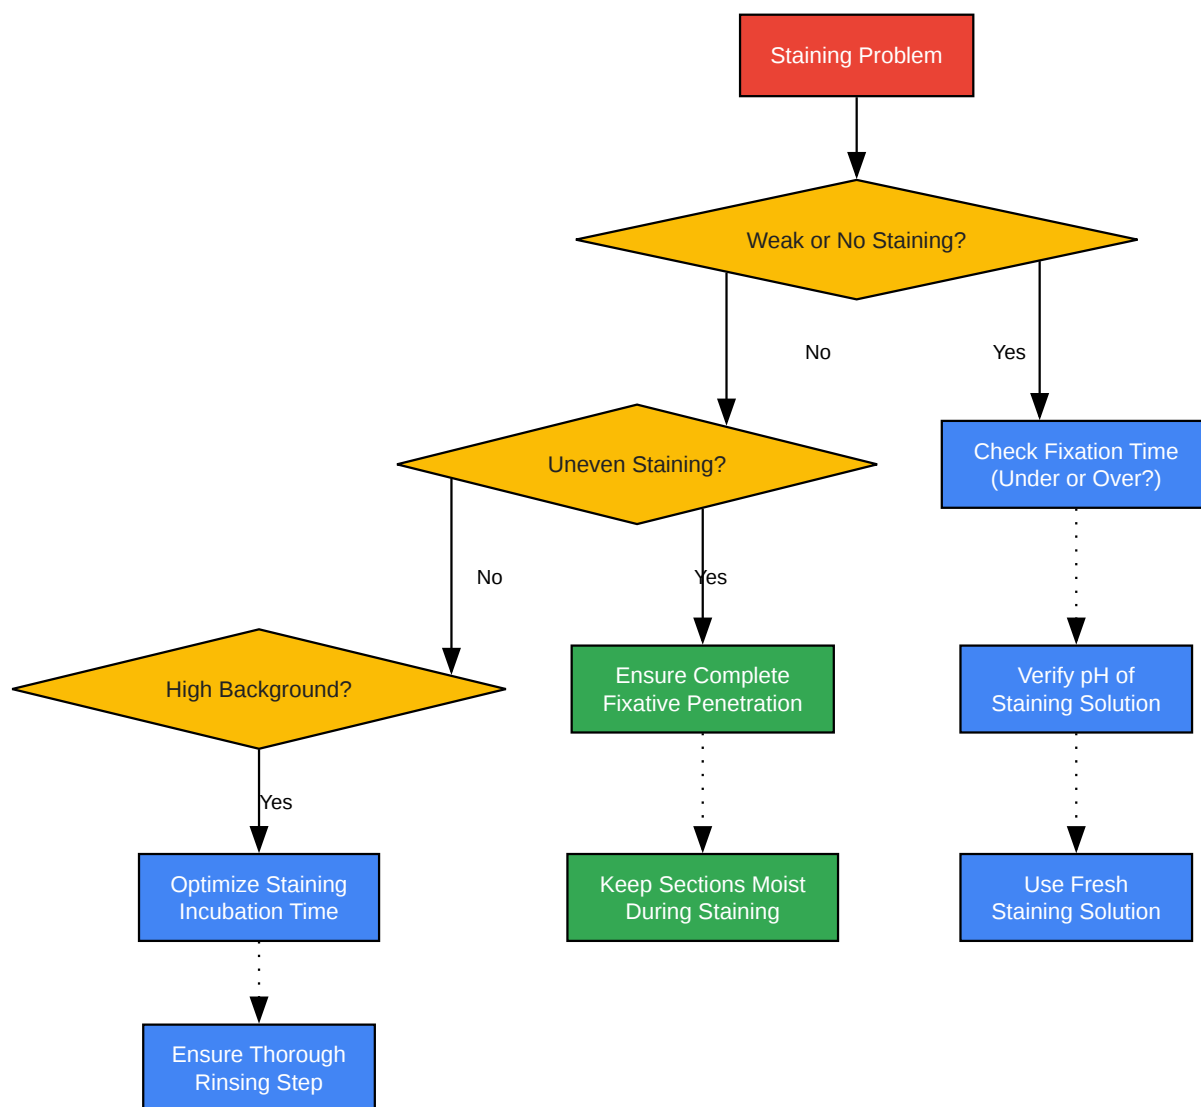 Staining Problem
Weak or No Staining?
No
Yes
Uneven Staining?
Check Fixation Time
(Under or Over?)
No
Yes
High Background?
Ensure Complete
Fixative Penetration
Verify pH of
Staining Solution
Yes
Optimize Staining
Incubation Time
Keep Sections Moist
During Staining
Use Fresh
Staining Solution
Ensure Thorough
Rinsing Step